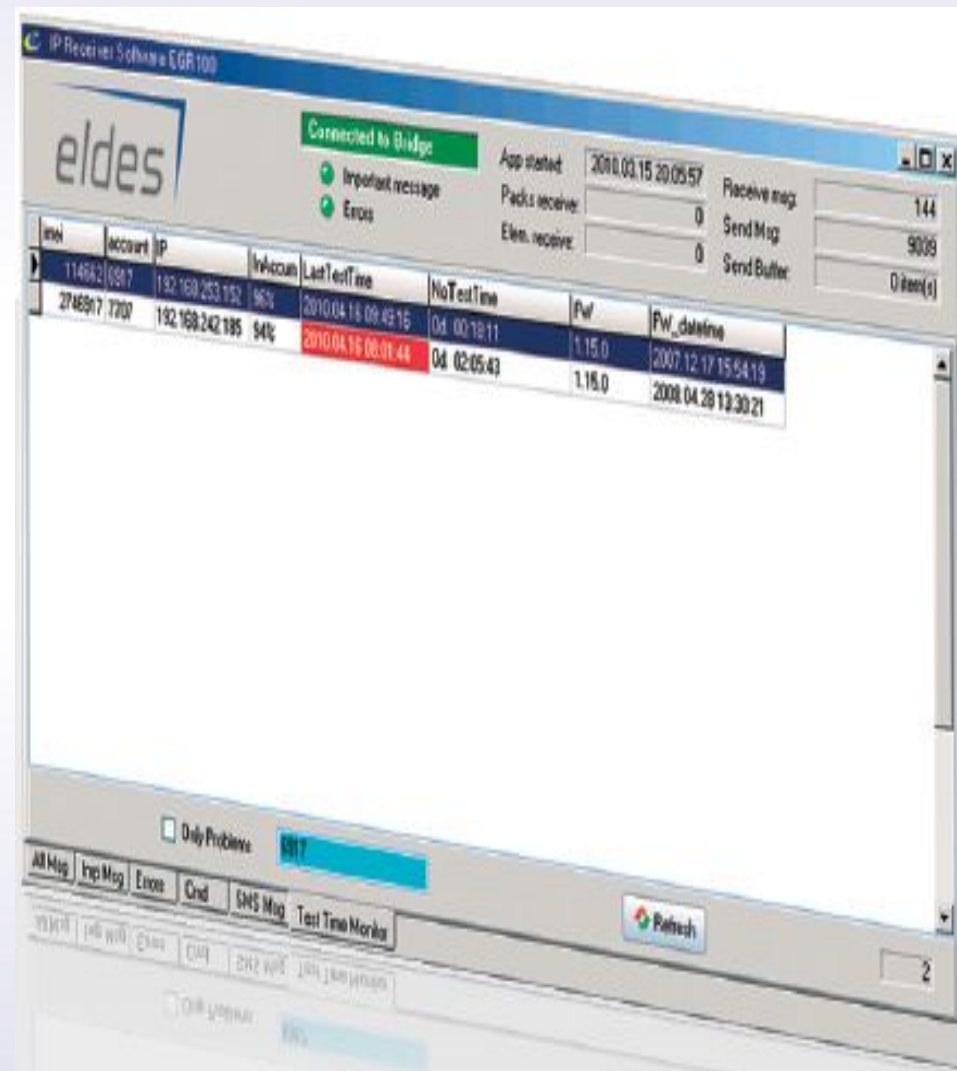 IP Receiver Software EGR100
eldes
Connected to Bridge
Important message
Errors
App started: 2010.03.15 20:05:57
Packs receive: 0
Elem. receive: 0
Receive msg: 144
Send Msg: 9039
Send Buffer: 0 item(s)
imei account IP InAccum LastTestTime NoTestTime FW FW_datetime
114662 0917 192.168.253.152 96% 2010.04.16 09:49:16 0d. 00:18:11 1.15.0 2007.12.17 15:54:19
2746917 7707 192.168.242.185 94% 2010.04.16 08:01:44 0d. 02:05:43 1.15.0 2008.04.28 13:30:21
Only Problems 0917
Refresh
All Msg Imp Msg Errors Cmd SMS Msg Test Time Monitor
2